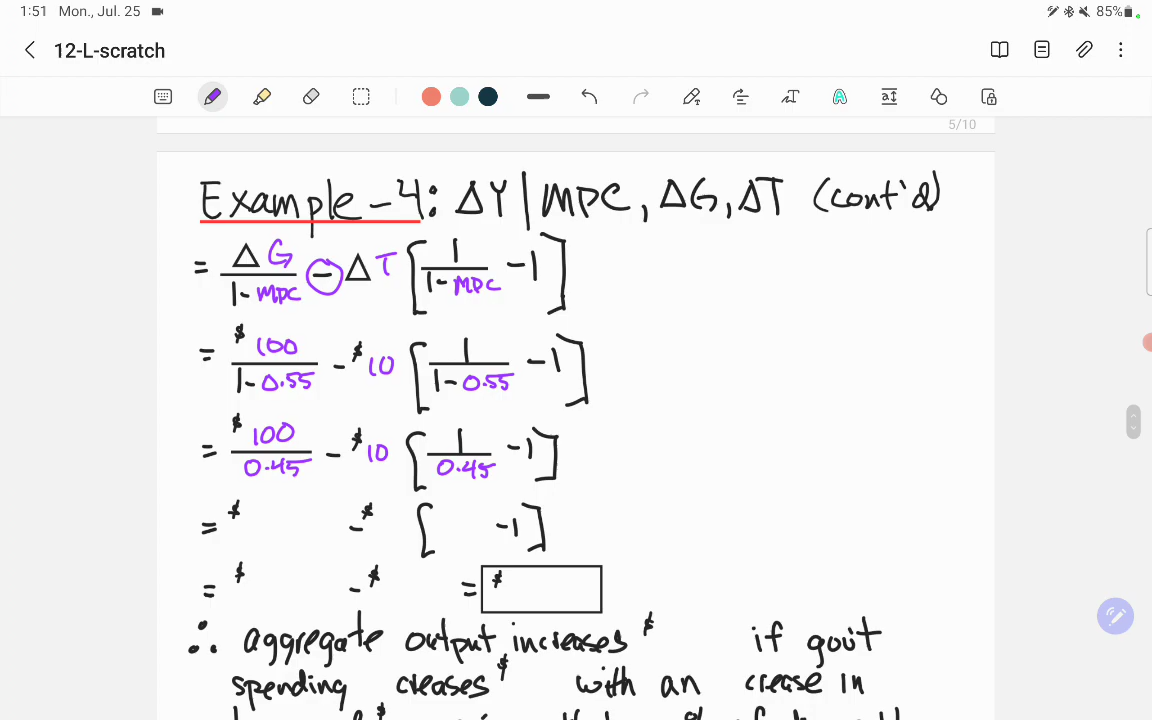 1:51 Mon., Jul. 25 85%
12-L-scratch
5/10
Example-4: ΔY|MPC, ΔG, ΔT (cont'd)
= ΔG/(1-MPC) - ΔT [1/(1-MPC) -1]
= $100/(1-0.55) - $10 [1/(1-0.55) -1]
= $100/0.45 - $10 [1/0.45 -1]
= $ -$ [ -1]
= $ -$ = $
∴ aggregate output increases $ if gov't
spending creases $ with an crease in